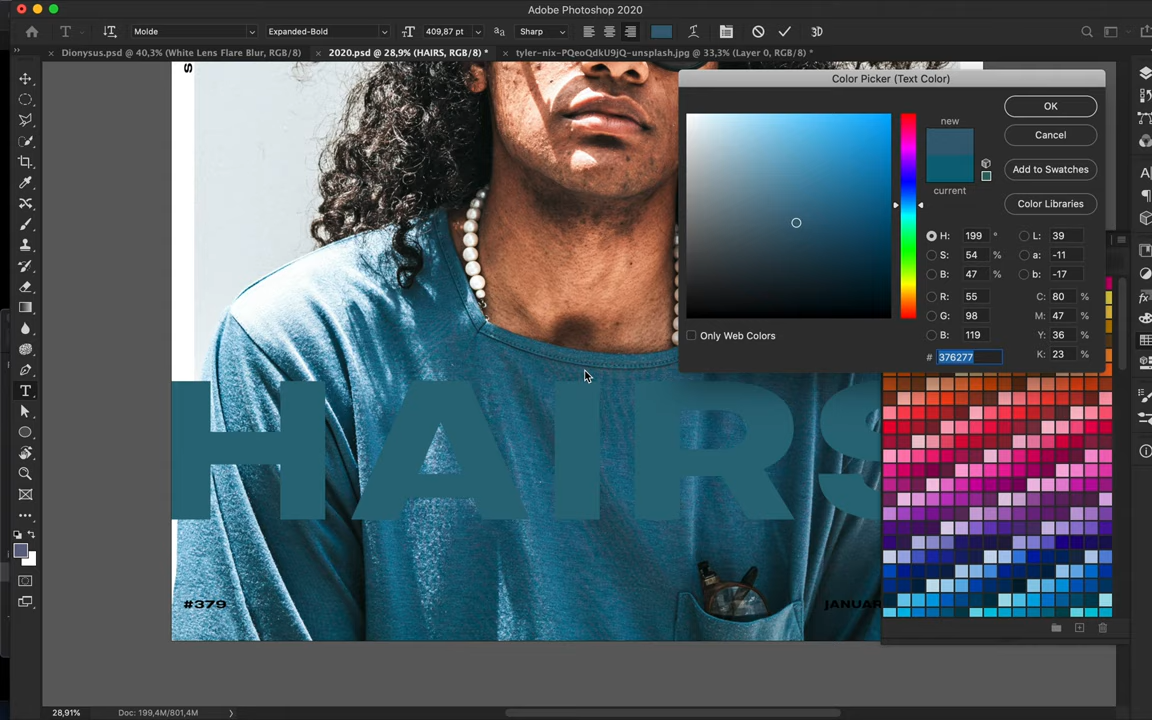 Adobe Photoshop 2020
T Molde Expanded-Bold 409,87 pt Sharp 3D
Dionysus.psd @ 40,3% (White Lens Flare Blur, RGB/8)
2020.psd @ 28,9% (HAIRS, RGB/8) *
tyler-nix-PQeoQdkU9jQ-unsplash.jpg @ 33,3% (Layer 0, RGB/8) *
S
Color Picker (Text Color)
new
current
OK
Cancel
Add to Swatches
Color Libraries
H: 199 °
S: 54 %
B: 47 %
R: 55
G: 98
B: 119
# 376277
L: 39
a: -11
b: -17
C: 80 %
M: 47 %
Y: 36 %
K: 23 %
Only Web Colors
HAIRS
#379
JANUAR
28,91% Doc: 199,4M/801,4M